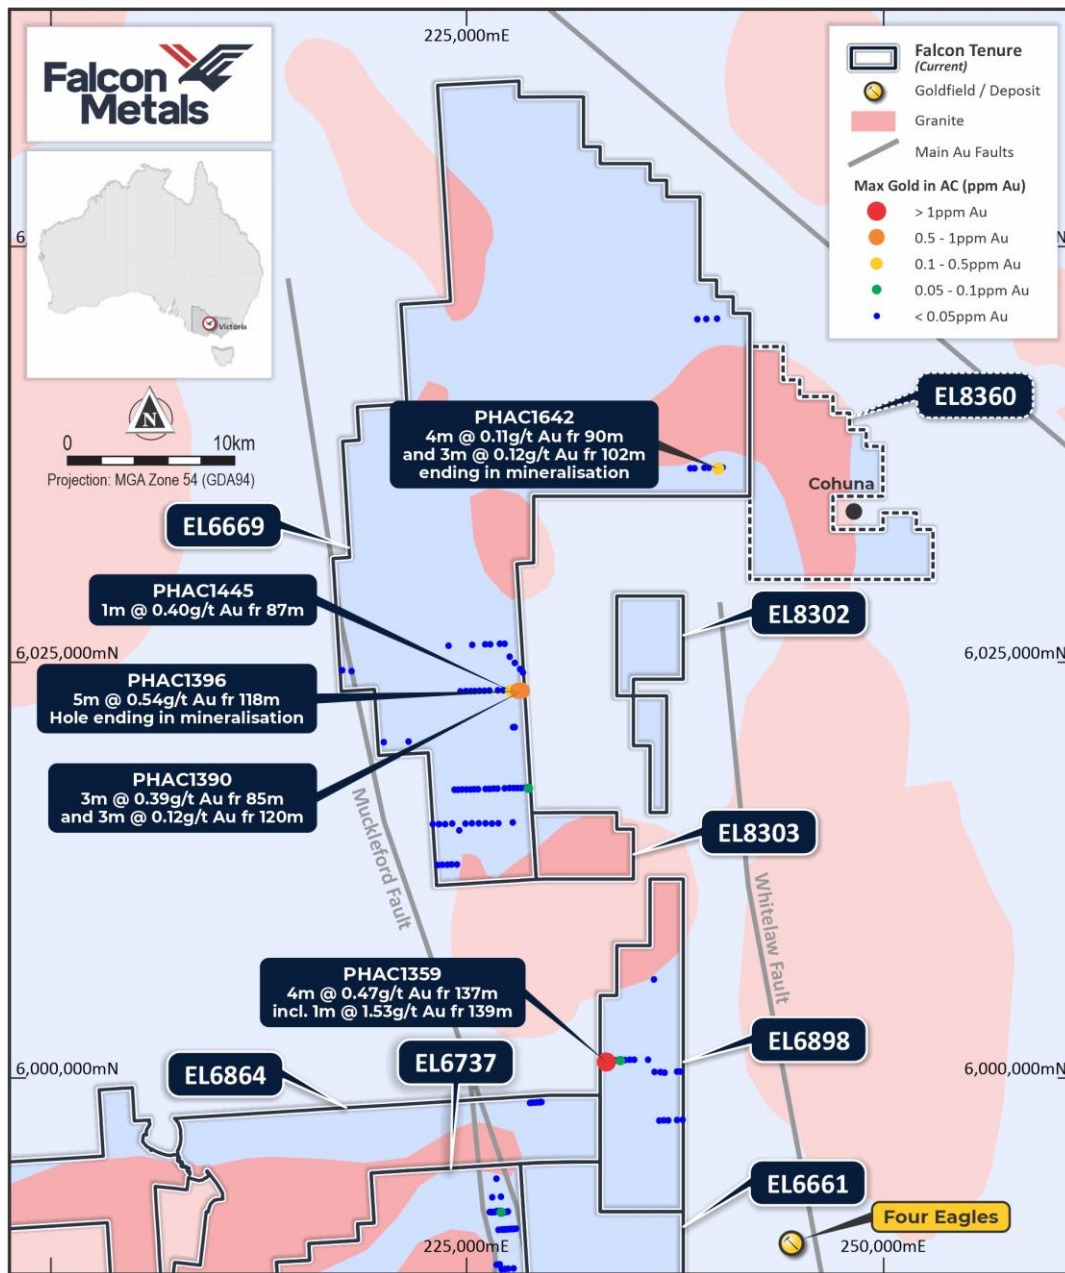 225,000mE
Falcon
Metals
Victoria
N
0 10km
Projection: MGA Zone 54 (GDA94)
Falcon Tenure
(Current)
Goldfield / Deposit
Granite
Main Au Faults
Max Gold in AC (ppm Au)
> 1ppm Au
0.5 - 1ppm Au
0.1 - 0.5ppm Au
0.05 - 0.1ppm Au
< 0.05ppm Au
EL8360
PHAC1642
4m @ 0.11g/t Au fr 90m
and 3m @ 0.12g/t Au fr 102m
ending in mineralisation
Cohuna
EL6669
PHAC1445
1m @ 0.40g/t Au fr 87m
EL8302
6,025,000mN
6,025,000mN
PHAC1396
5m @ 0.54g/t Au fr 118m
Hole ending in mineralisation
PHAC1390
3m @ 0.39g/t Au fr 85m
and 3m @ 0.12g/t Au fr 120m
Muckleford Fault
EL8303
Whitelaw Fault
PHAC1359
4m @ 0.47g/t Au fr 137m
incl. 1m @ 1.53g/t Au fr 139m
EL6898
EL6737
EL6864
6,000,000mN
6,000,000mN
EL6661
Four Eagles
225,000mE
250,000mE